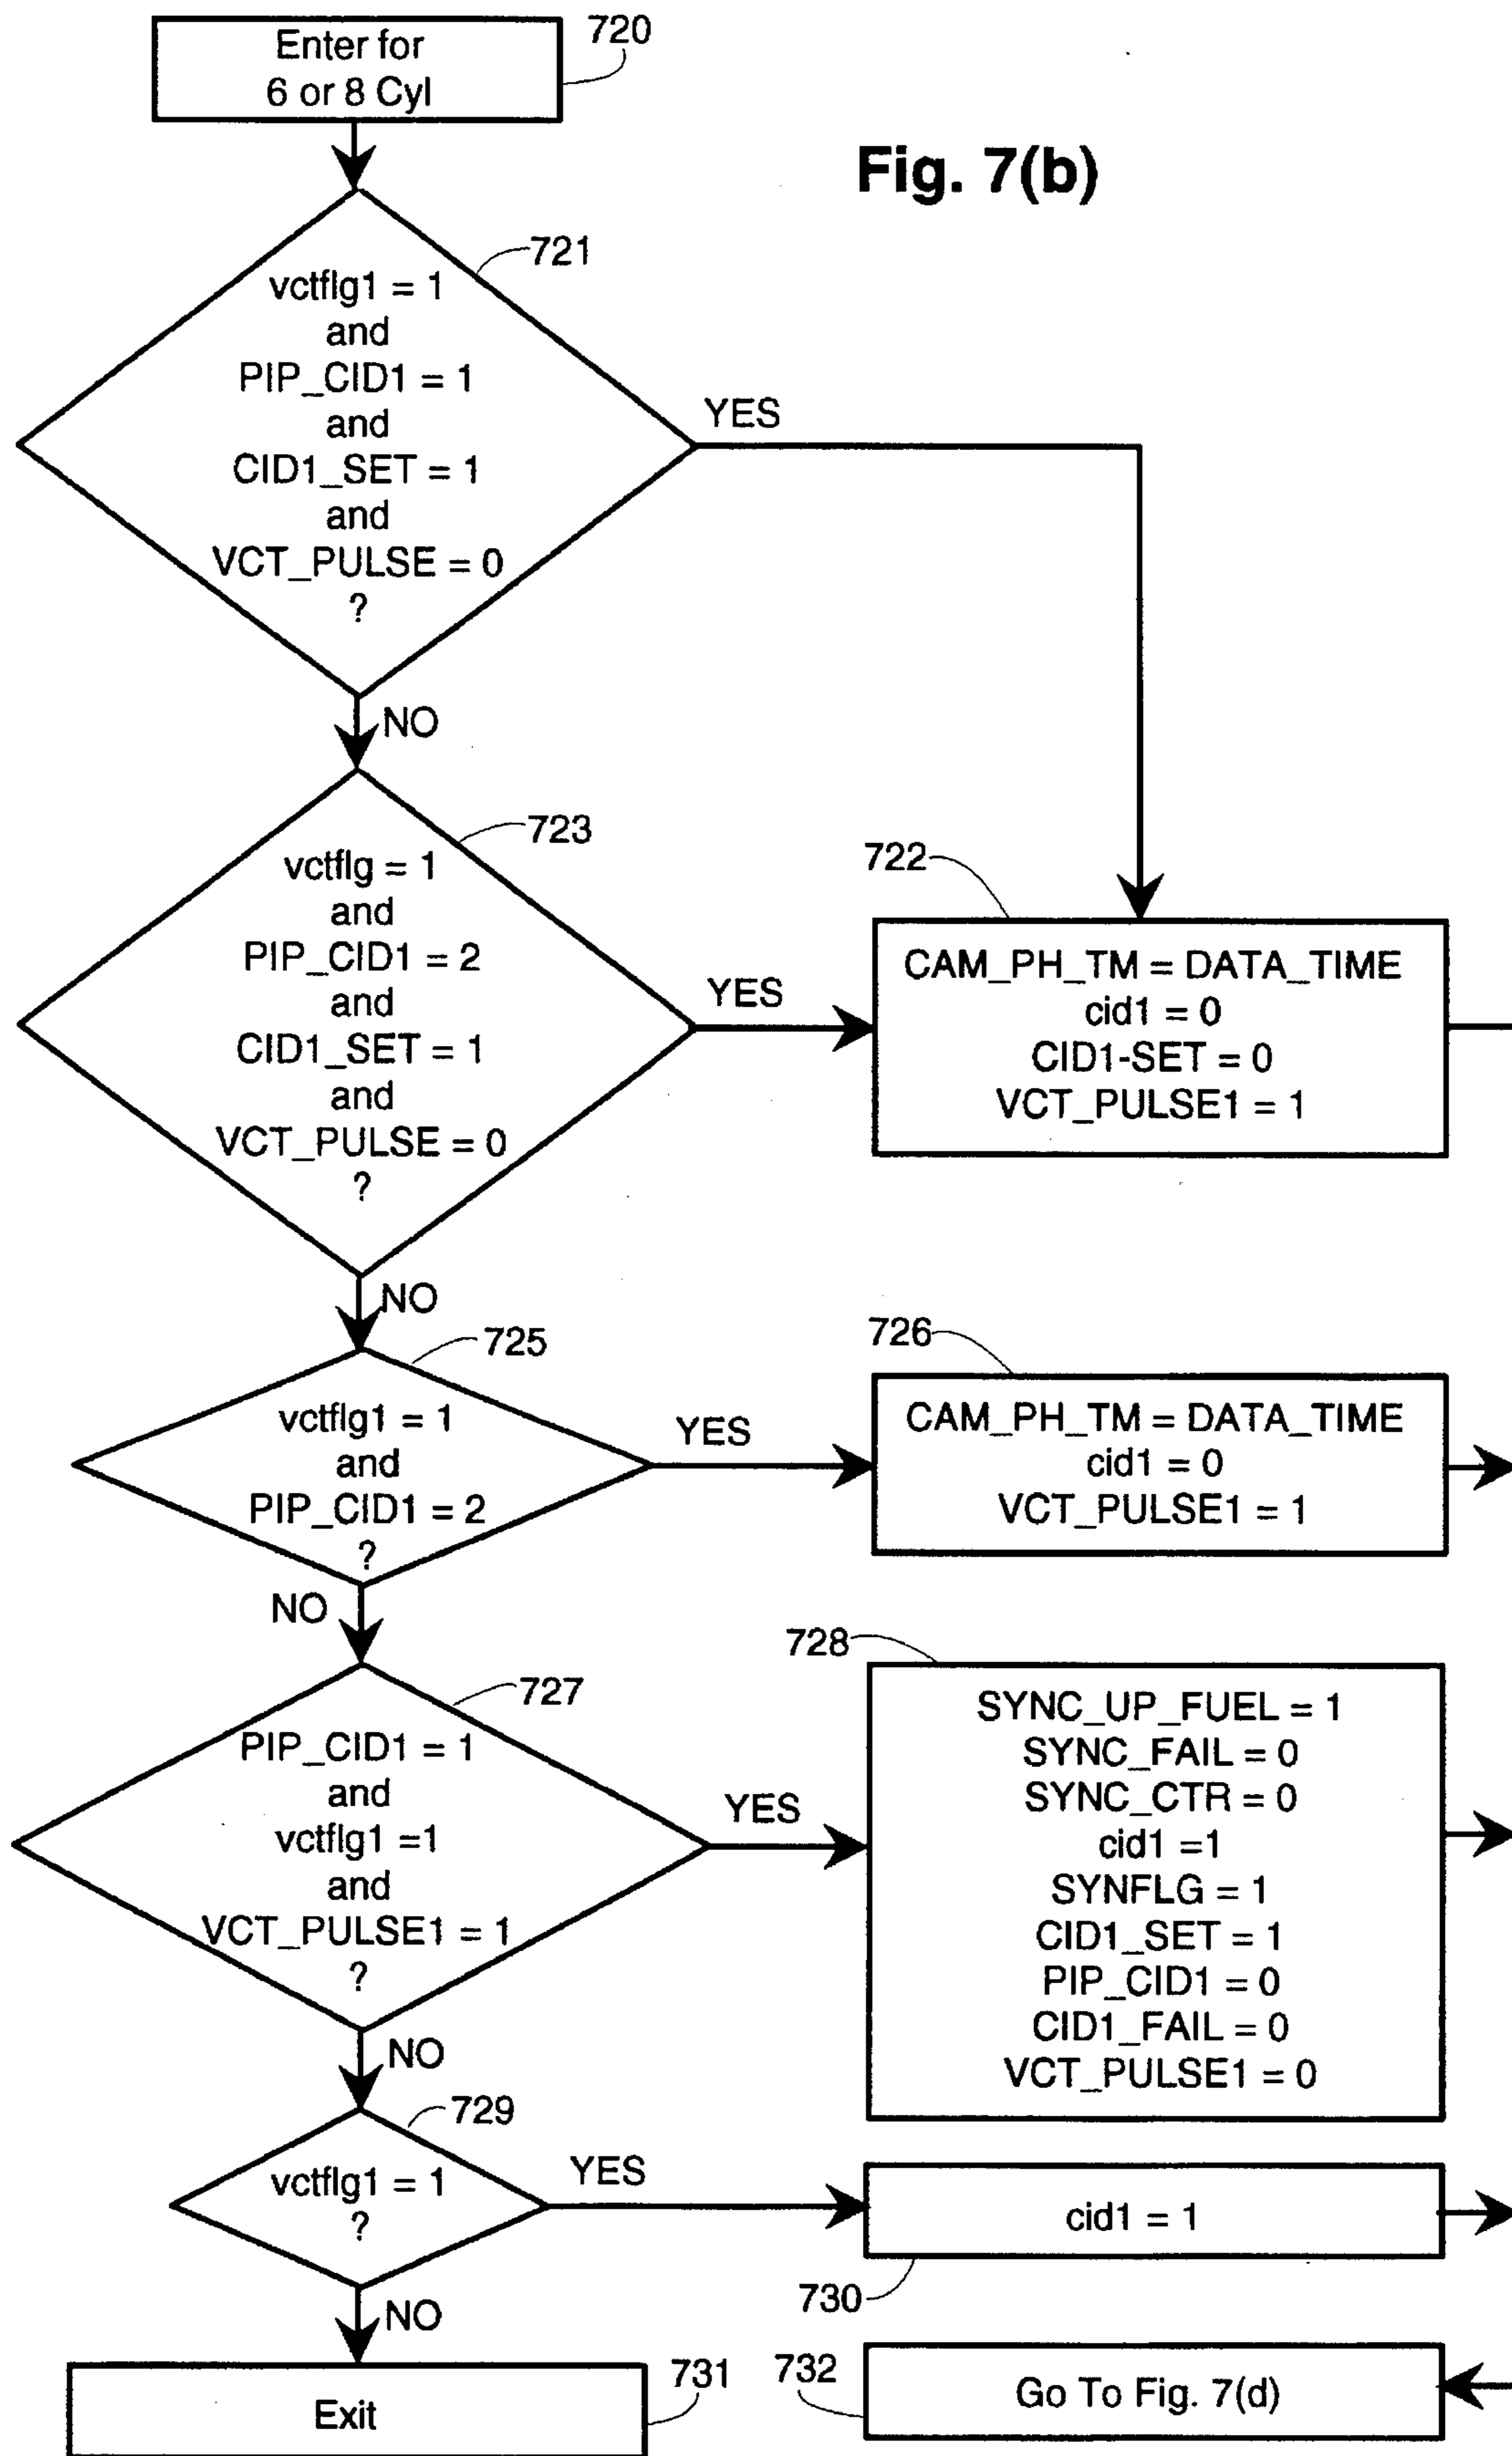 Enter for
6 or 8 Cyl
720
Fig. 7(b)
721
vctflg1 = 1
and
PIP_CID1 = 1
and
CID1_SET = 1
and
VCT_PULSE = 0
?
YES
NO
723
vctflg = 1
and
PIP_CID1 = 2
and
CID1_SET = 1
and
VCT_PULSE = 0
?
YES
722
CAM_PH_TM = DATA_TIME
cid1 = 0
CID1-SET = 0
VCT_PULSE1 = 1
NO
725
vctflg1 = 1
and
PIP_CID1 = 2
?
YES
726
CAM_PH_TM = DATA_TIME
cid1 = 0
VCT_PULSE1 = 1
NO
727
PIP_CID1 = 1
and
vctflg1 =1
and
VCT_PULSE1 = 1
?
YES
728
SYNC_UP_FUEL = 1
SYNC_FAIL = 0
SYNC_CTR = 0
cid1 =1
SYNFLG = 1
CID1_SET = 1
PIP_CID1 = 0
CID1_FAIL = 0
VCT_PULSE1 = 0
NO
729
vctflg1 = 1
?
YES
cid1 = 1
730
NO
Exit
731
732
Go To Fig. 7(d)